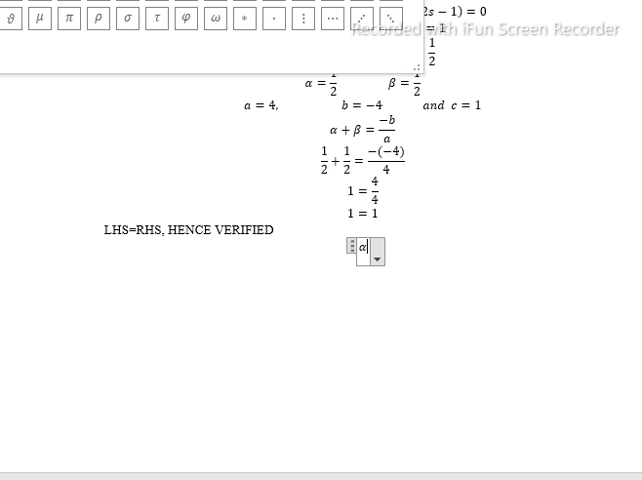 ϑ μ π ρ σ τ φ ω * · ⋮ ⋯ ⋰ ⋱
2s − 1) = 0
Recorded with iFun Screen Recorder
= 1
1/2
α = 1/2 β = 1/2
a = 4, b = −4 and c = 1
α + β = −b/a
1/2 + 1/2 = −(−4)/4
1 = 4/4
1 = 1
LHS=RHS, HENCE VERIFIED
α